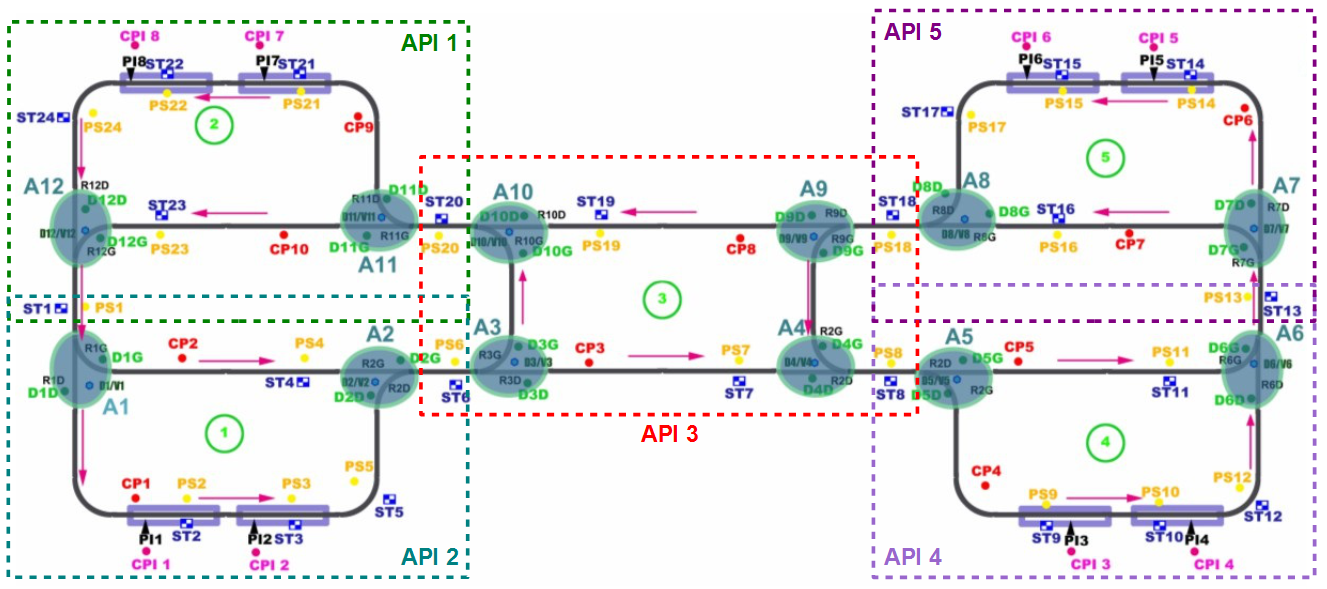 CPI 8
CPI 7
API 1
PI8
ST22
PI7
ST21
PS22
PS21
ST24
PS24
2
CP9
A12
R12D
D12D
D12/V12
D12G
R12G
ST23
PS23
CP10
R11D
D11D
D11/V11
D11G
R11G
A11
ST20
PS20
ST1
PS1
API 5
CPI 6
CPI 5
PI6
ST15
PI5
ST14
PS15
PS14
ST17
PS17
CP6
5
D8D
A8
R8D
D8G
D8/V8
R8G
ST16
PS16
CP7
A7
D7D
R7D
D7/V7
D7G
R7G
PS13
ST13
A10
D10D
R10D
D10/V10
R10G
D10G
ST19
PS19
CP8
A9
D9D
R9D
D9/V9
R9G
D9G
ST18
PS18
3
A3
D3G
R3G
D3/V3
R3D
D3D
CP3
PS7
ST7
A4
R2G
D4G
D4/V4
R2D
D4D
PS8
ST8
API 3
R1G
D1G
R1D
D1/V1
D1D
A1
CP2
PS4
ST4
A2
R2G
D2G
D2/V2
R2D
D2D
PS6
ST6
1
CP1
PS2
PS3
PS5
ST5
ST2
ST3
PI1
PI2
CPI 1
CPI 2
API 2
A5
R2D
D5G
D5/V5
R2G
D5D
CP5
PS11
ST11
A6
D6G
R6G
D6/V6
R6D
D6D
4
CP4
PS9
PS10
PS12
ST12
ST9
PI3
ST10
PI4
CPI 3
CPI 4
API 4